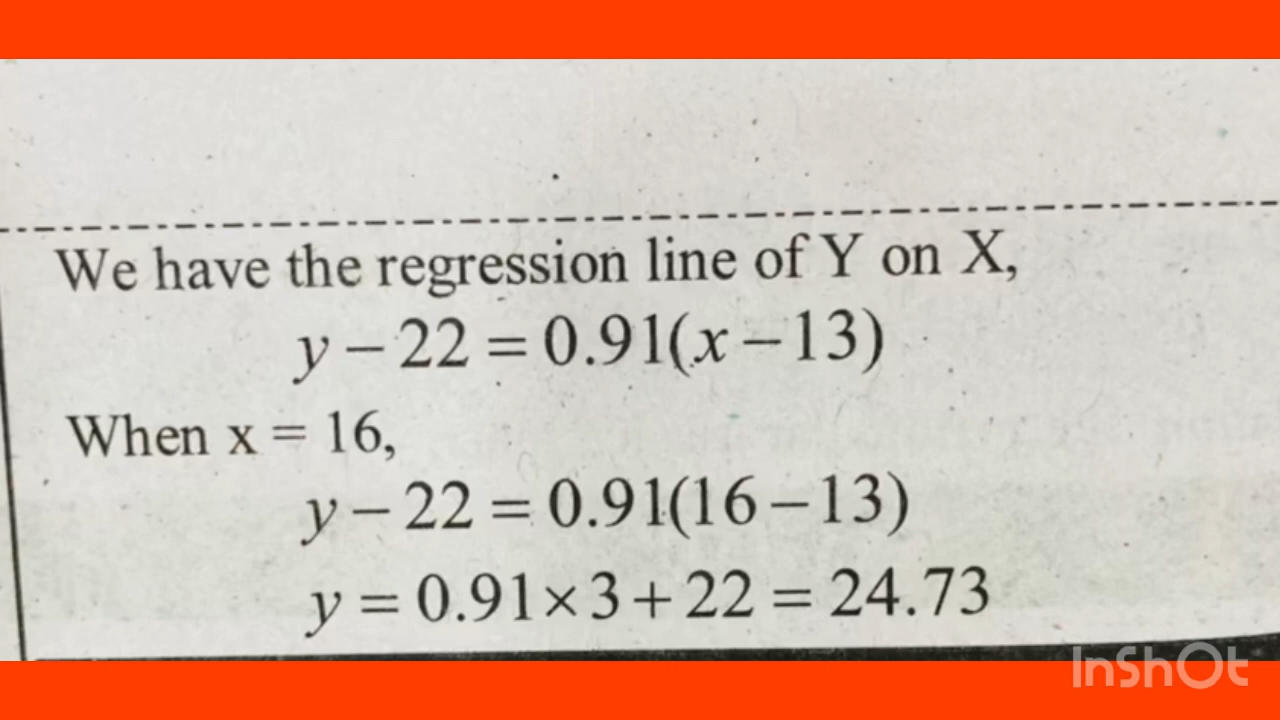 We have the regression line of Y on X,
y – 22 = 0.91(x – 13)
When x = 16,
y – 22 = 0.91(16 – 13)
y = 0.91 × 3 + 22 = 24.73
InShOt